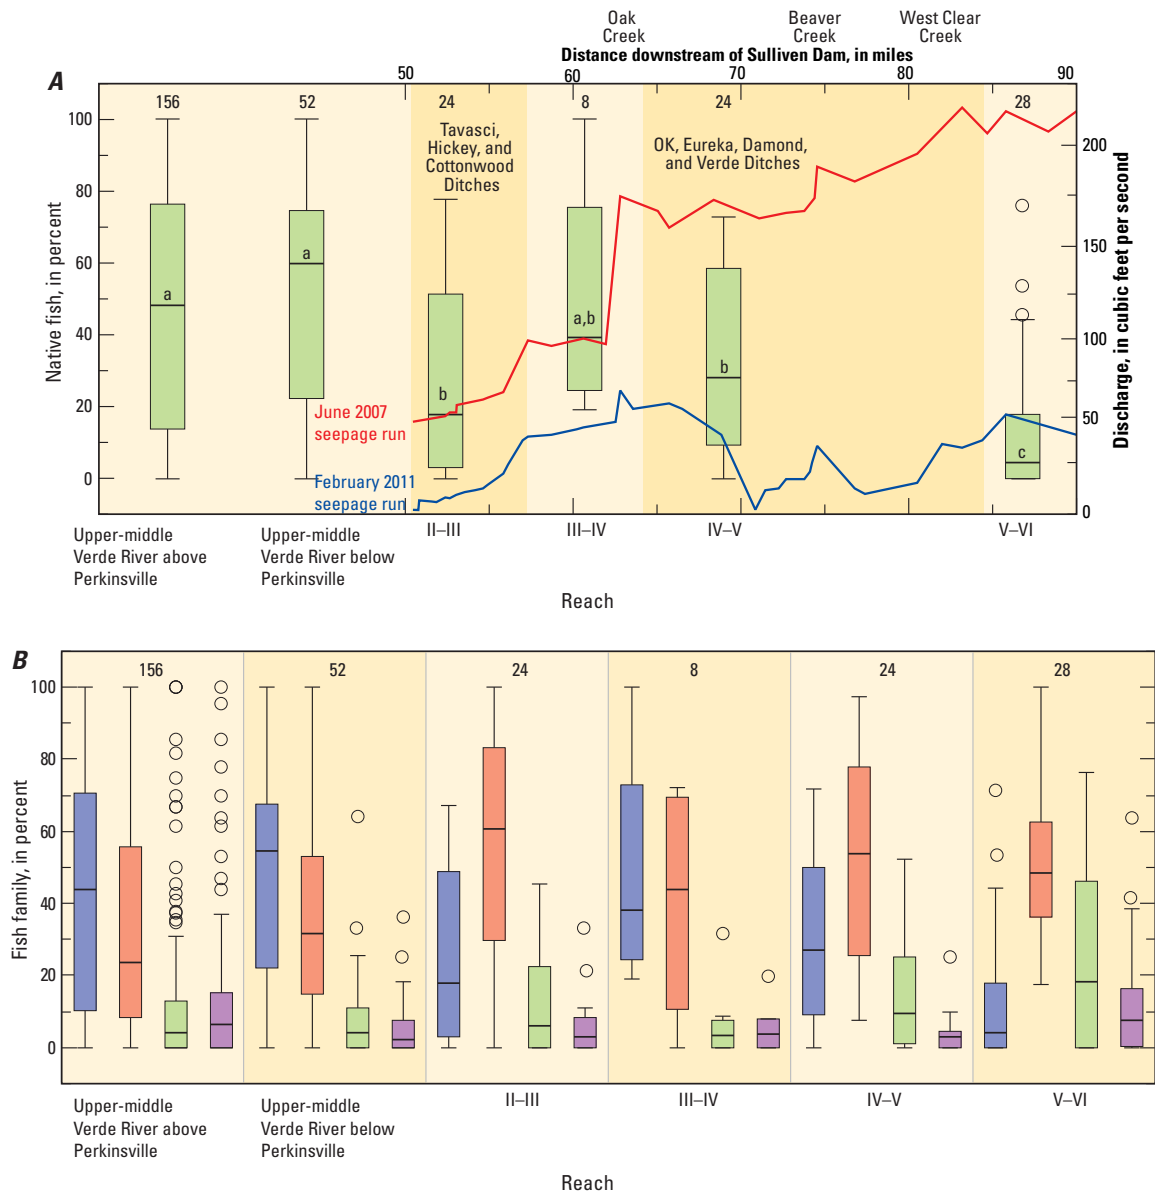 Oak
Creek
Beaver
Creek
West Clear
Creek
Distance downstream of Sulliven Dam, in miles
A
50
60
70
80
90
156
52
24
8
24
28
Tavasci,
Hickey, and
Cottonwood
Ditches
OK, Eureka, Damond,
and Verde Ditches
Native fish, in percent
100
80
60
40
20
0
a
a
b
a,b
b
c
June 2007
seepage run
February 2011
seepage run
200
150
100
50
0
Discharge, in cubic feet per second
Upper-middle
Verde River above
Perkinsville
Upper-middle
Verde River below
Perkinsville
II–III
III–IV
IV–V
V–VI
Reach
B
156
52
24
8
24
28
Fish family, in percent
100
80
60
40
20
0
Upper-middle
Verde River above
Perkinsville
Upper-middle
Verde River below
Perkinsville
II–III
III–IV
IV–V
V–VI
Reach